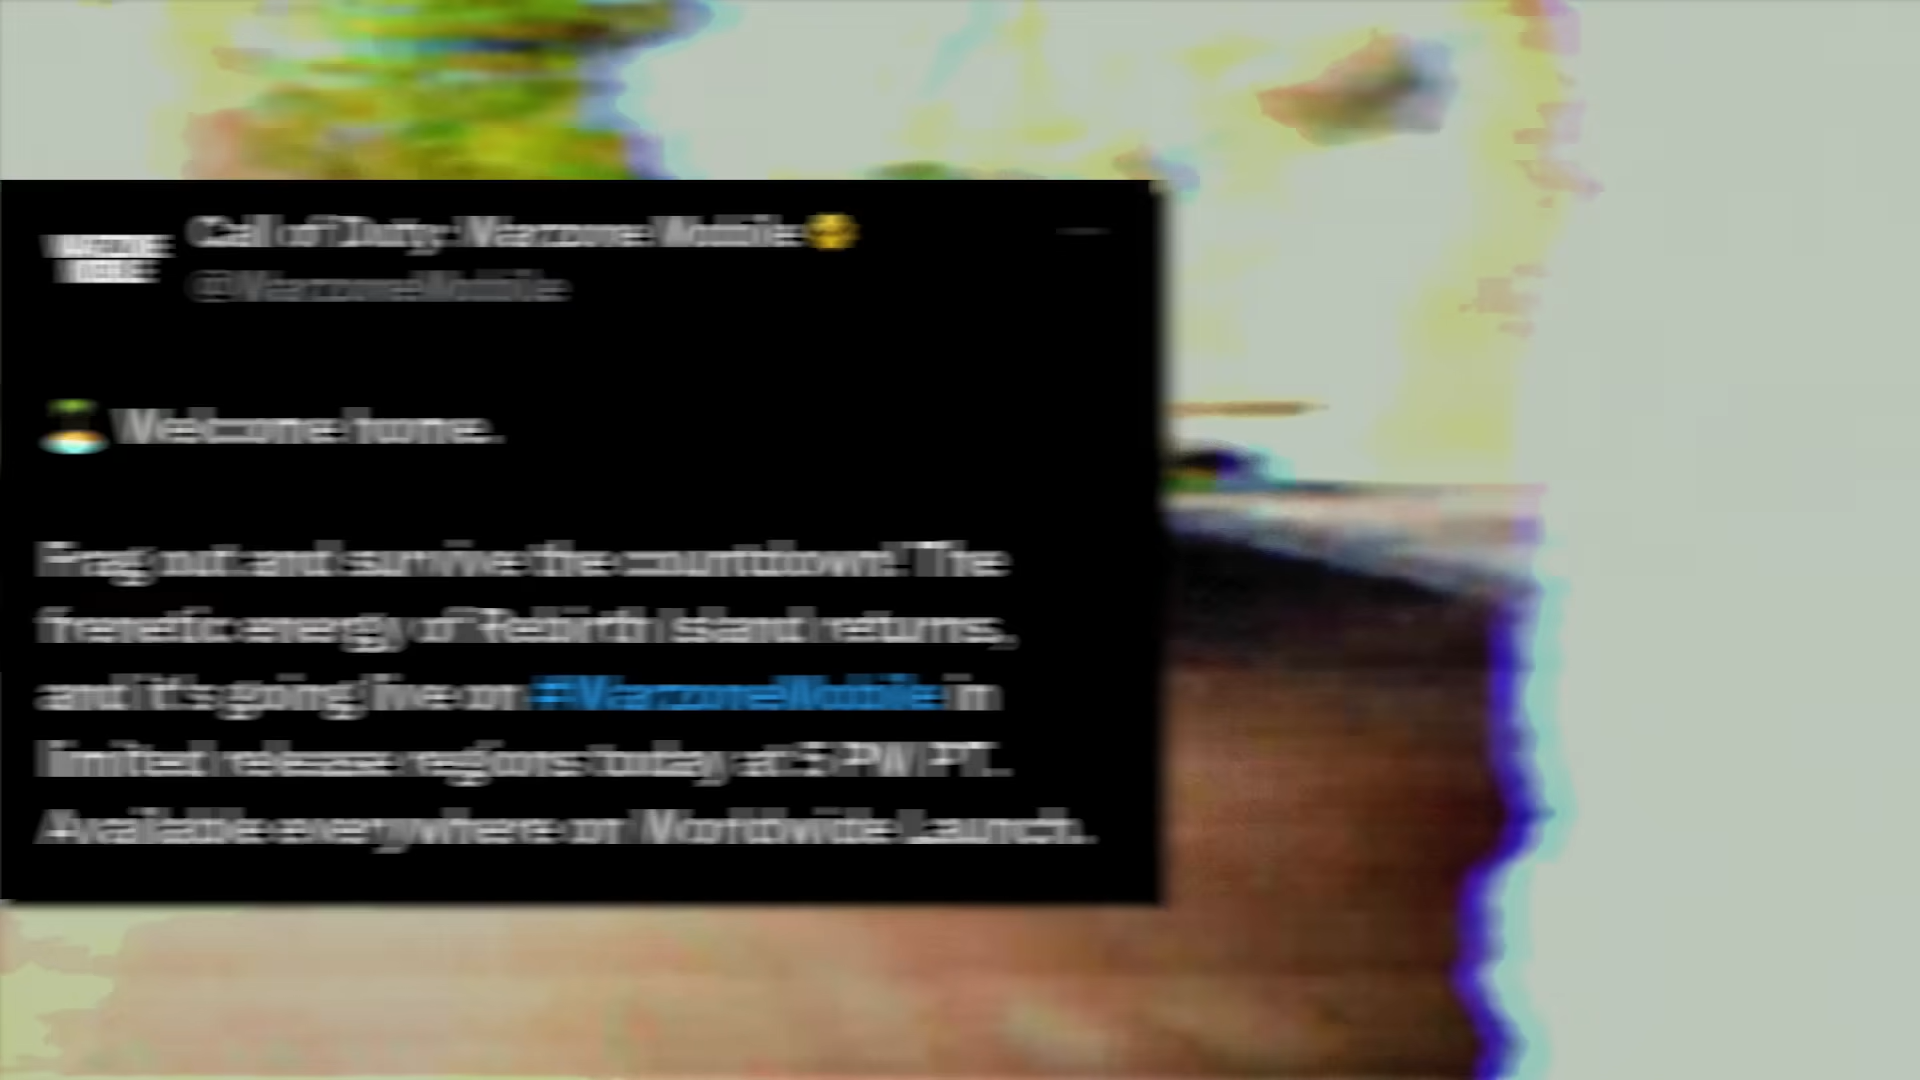 WARZONE
MOBILE
Call of Duty: Warzone Mobile
@WarzoneMobile
Welcome home.
Frag out and survive the countdown! The
frenetic energy of Rebirth Island returns,
and it's going live on #WarzoneMobile in
limited release regions today at 5 PM PT.
Available everywhere on Worldwide Launch.